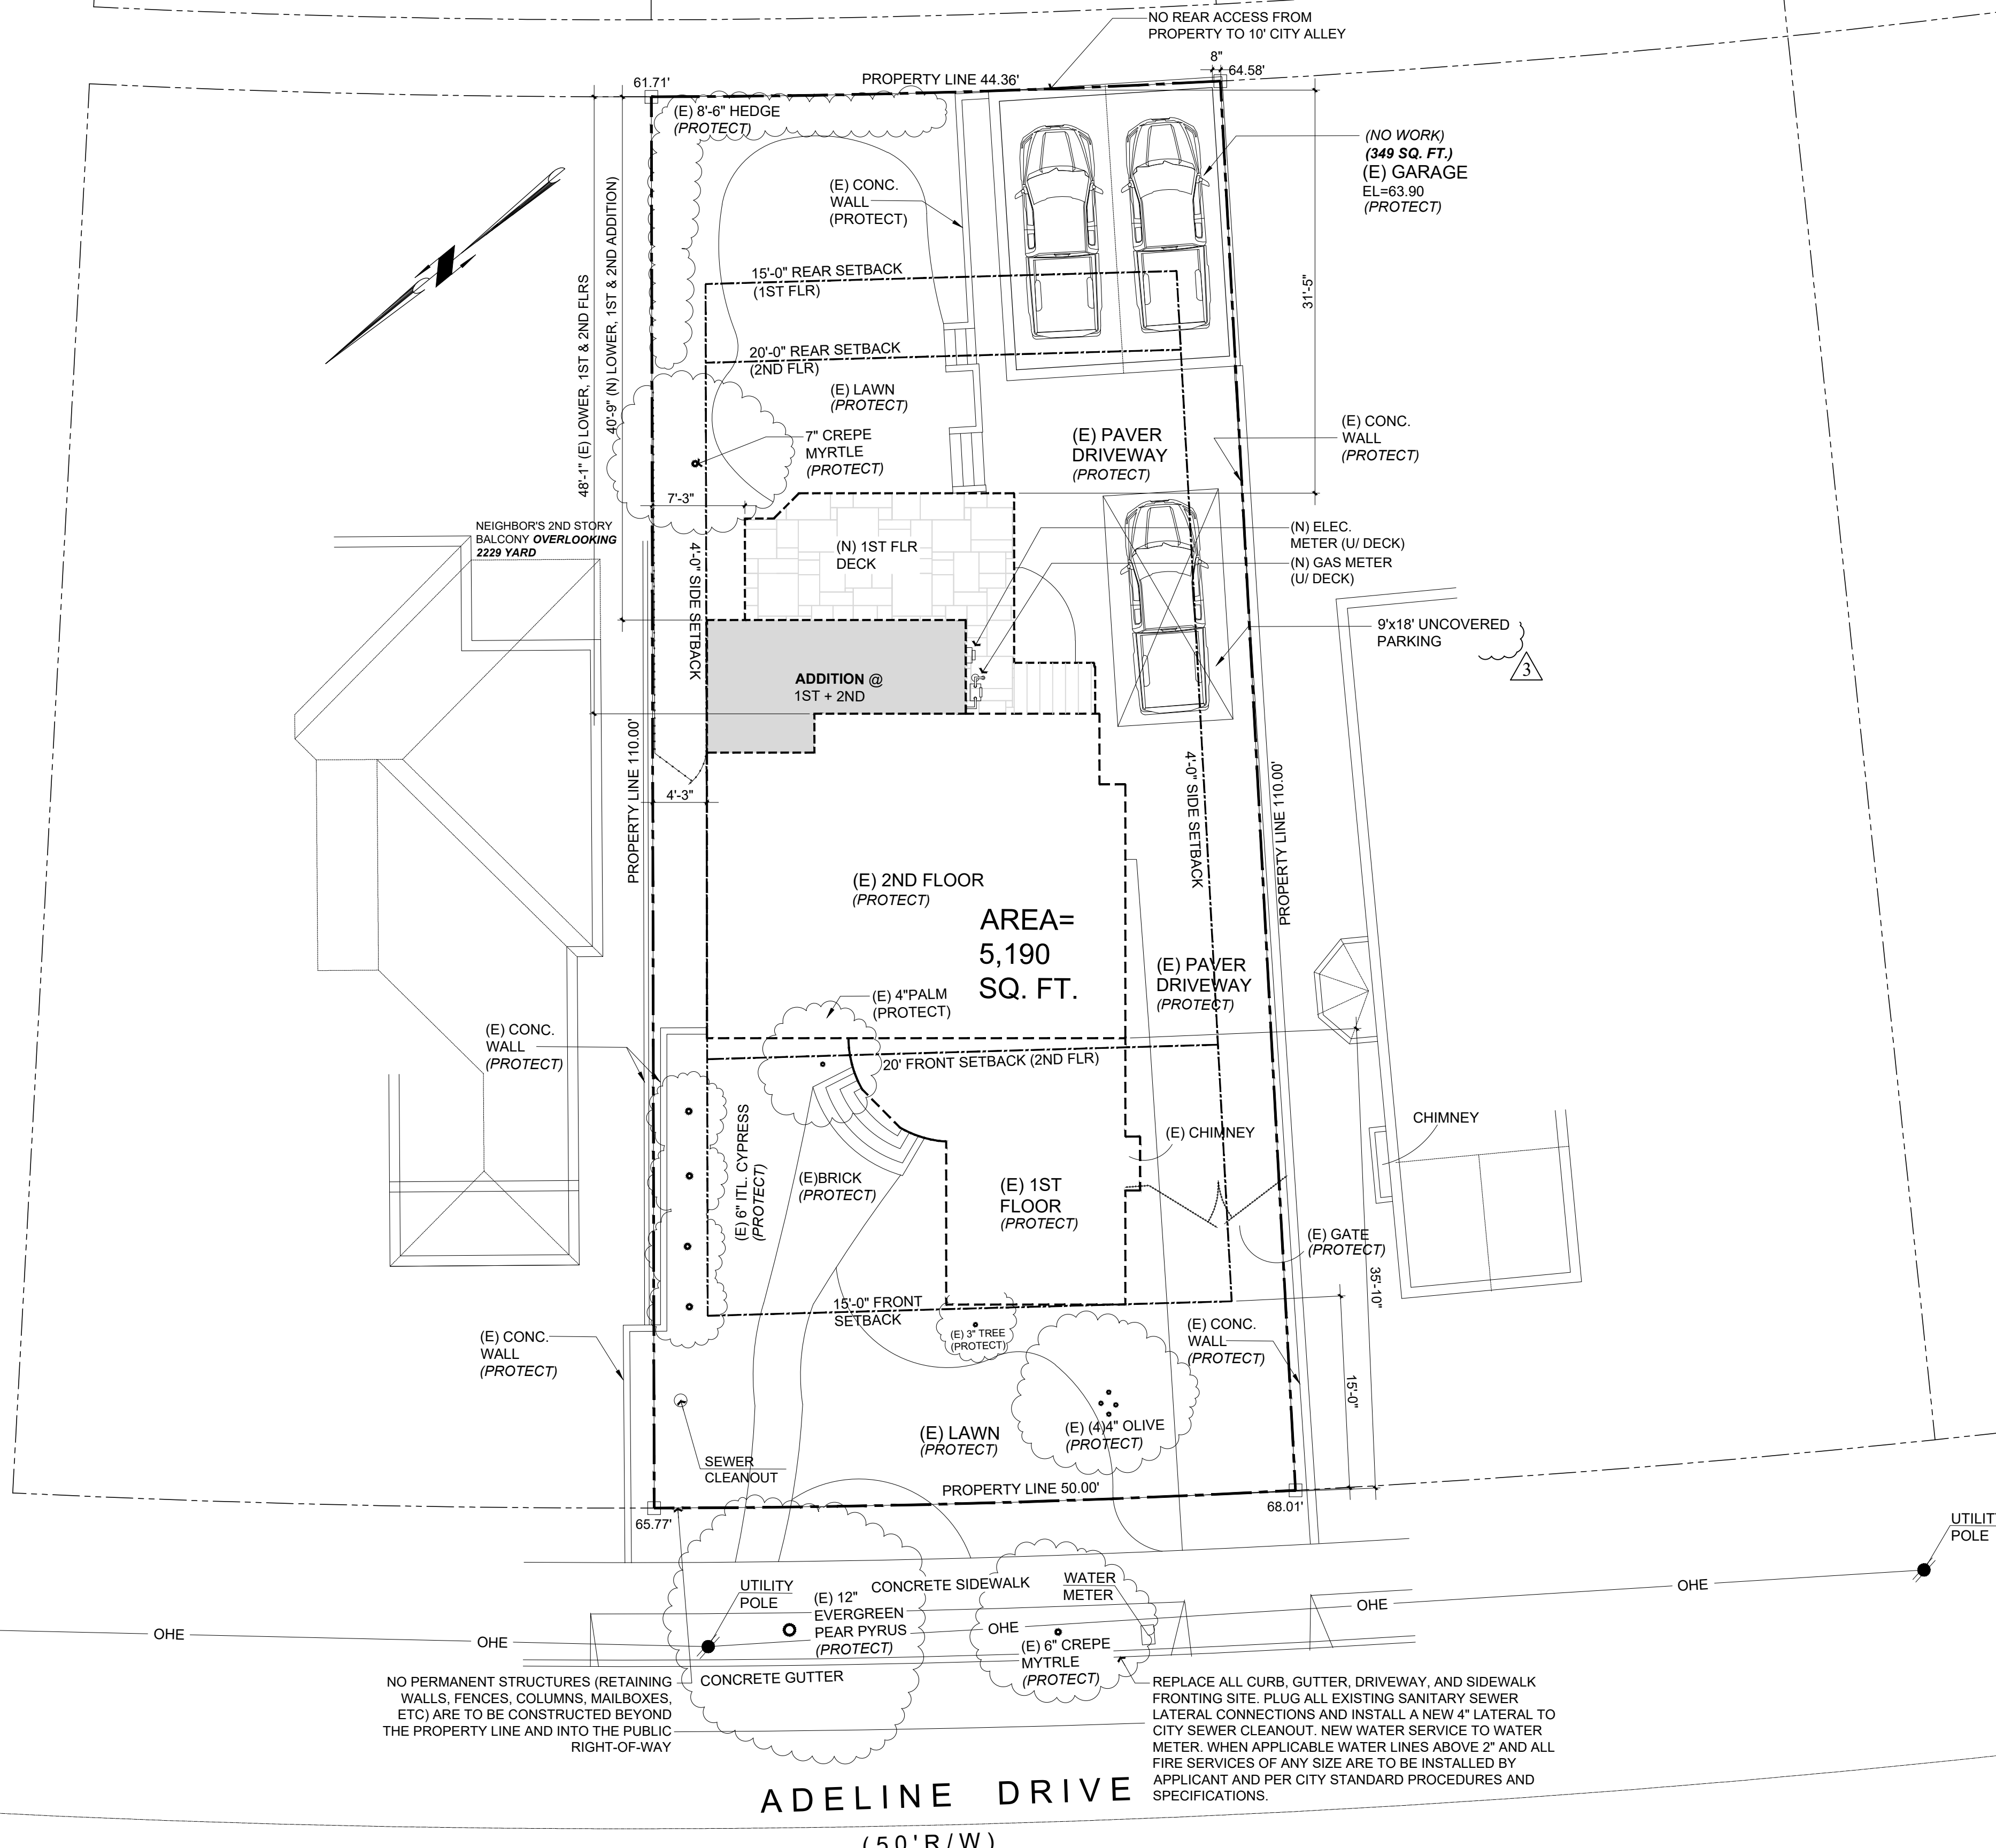 NO REAR ACCESS FROM
PROPERTY TO 10' CITY ALLEY
8"
61.71'
PROPERTY LINE 44.36'
64.58'
(E) 8'-6" HEDGE
(PROTECT)
(NO WORK)
(349 SQ. FT.)
(E) GARAGE
EL=63.90
(PROTECT)
(E) CONC.
WALL
(PROTECT)
48'-1" (E) LOWER, 1ST & 2ND FLRS
40'-9" (N) LOWER, 1ST & 2ND ADDITION)
31'-5"
15'-0" REAR SETBACK
(1ST FLR)
20'-0" REAR SETBACK
(2ND FLR)
(E) LAWN
(PROTECT)
7" CREPE
MYRTLE
(PROTECT)
(E) PAVER
DRIVEWAY
(PROTECT)
(E) CONC.
WALL
(PROTECT)
7'-3"
NEIGHBOR'S 2ND STORY
BALCONY OVERLOOKING
2229 YARD
4'-0" SIDE SETBACK
(N) 1ST FLR
DECK
(N) ELEC.
METER (U/ DECK)
(N) GAS METER
(U/ DECK)
9'x18' UNCOVERED
PARKING
3
ADDITION @
1ST + 2ND
PROPERTY LINE 110.00'
4'-3"
4'-0" SIDE SETBACK
PROPERTY LINE 110.00'
(E) 2ND FLOOR
(PROTECT)
AREA=
5,190
SQ. FT.
(E) PAVER
DRIVEWAY
(PROTECT)
(E) 4"PALM
(PROTECT)
(E) CONC.
WALL
(PROTECT)
20' FRONT SETBACK (2ND FLR)
(E) 6" ITL. CYPRESS
(PROTECT)
(E)BRICK
(PROTECT)
(E) CHIMNEY
CHIMNEY
(E) 1ST
FLOOR
(PROTECT)
(E) GATE
(PROTECT)
35'-10"
15'-0" FRONT
SETBACK
(E) 3" TREE
(PROTECT)
(E) CONC.
WALL
(PROTECT)
(E) CONC.
WALL
(PROTECT)
15'-0"
(E) (4)4" OLIVE
(PROTECT)
(E) LAWN
(PROTECT)
SEWER
CLEANOUT
PROPERTY LINE 50.00'
65.77'
68.01'
UTILIT
POLE
UTILITY
POLE
(E) 12"
EVERGREEN
PEAR PYRUS
(PROTECT)
CONCRETE SIDEWALK
WATER
METER
OHE
OHE
OHE
OHE
OHE
(E) 6" CREPE
MYTRLE
(PROTECT)
CONCRETE GUTTER
NO PERMANENT STRUCTURES (RETAINING
WALLS, FENCES, COLUMNS, MAILBOXES,
ETC) ARE TO BE CONSTRUCTED BEYOND
THE PROPERTY LINE AND INTO THE PUBLIC
RIGHT-OF-WAY
REPLACE ALL CURB, GUTTER, DRIVEWAY, AND SIDEWALK
FRONTING SITE. PLUG ALL EXISTING SANITARY SEWER
LATERAL CONNECTIONS AND INSTALL A NEW 4" LATERAL TO
CITY SEWER CLEANOUT. NEW WATER SERVICE TO WATER
METER. WHEN APPLICABLE WATER LINES ABOVE 2" AND ALL
FIRE SERVICES OF ANY SIZE ARE TO BE INSTALLED BY
APPLICANT AND PER CITY STANDARD PROCEDURES AND
SPECIFICATIONS.
ADELINE DRIVE
(50'R/W)